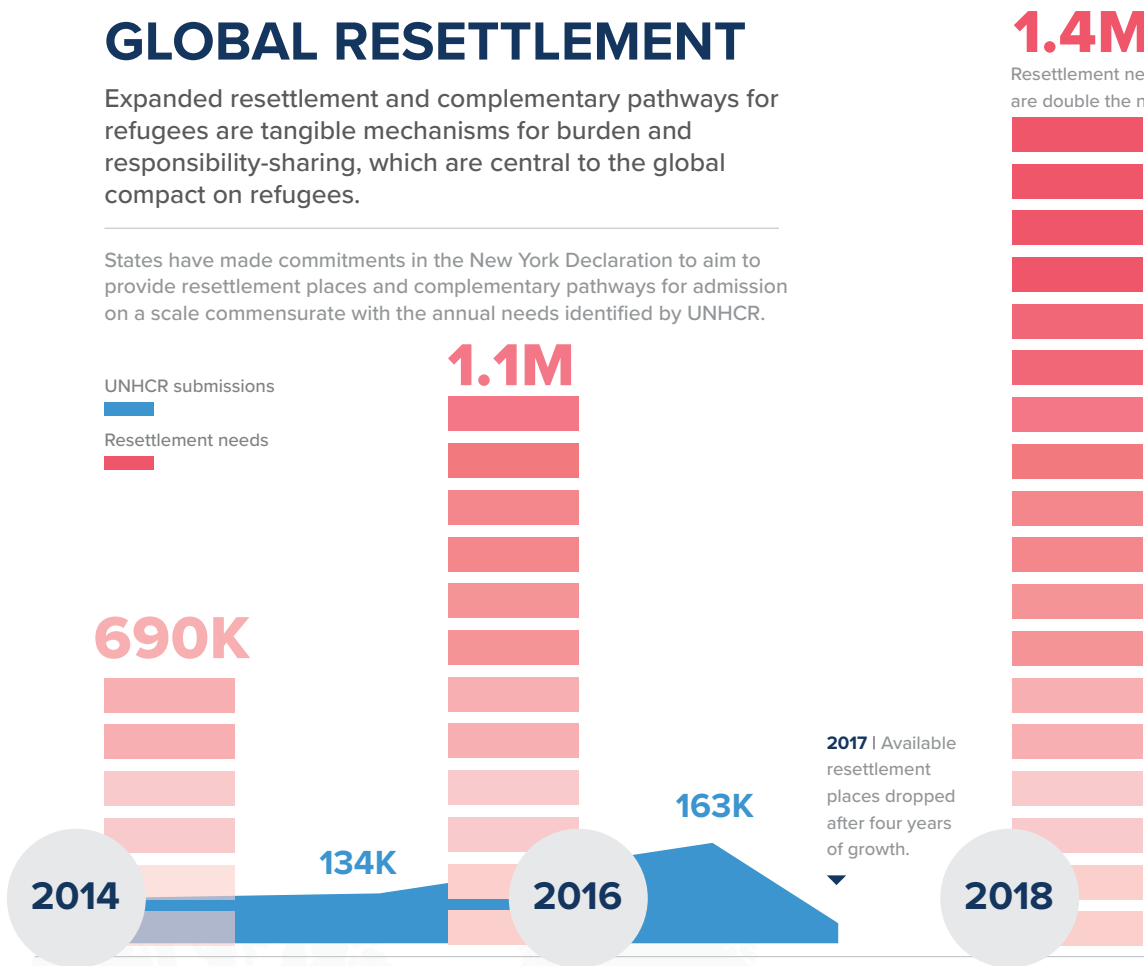 GLOBAL RESETTLEMENT
Expanded resettlement and complementary pathways for
refugees are tangible mechanisms for burden and
responsibility-sharing, which are central to the global
compact on refugees.
States have made commitments in the New York Declaration to aim to
provide resettlement places and complementary pathways for admission
on a scale commensurate with the annual needs identified by UNHCR.
UNHCR submissions
Resettlement needs
690K
134K
1.1M
163K
2017 | Available
resettlement
places dropped
after four years
of growth.
1.4M
Resettlement
are double the
2014
2016
2018